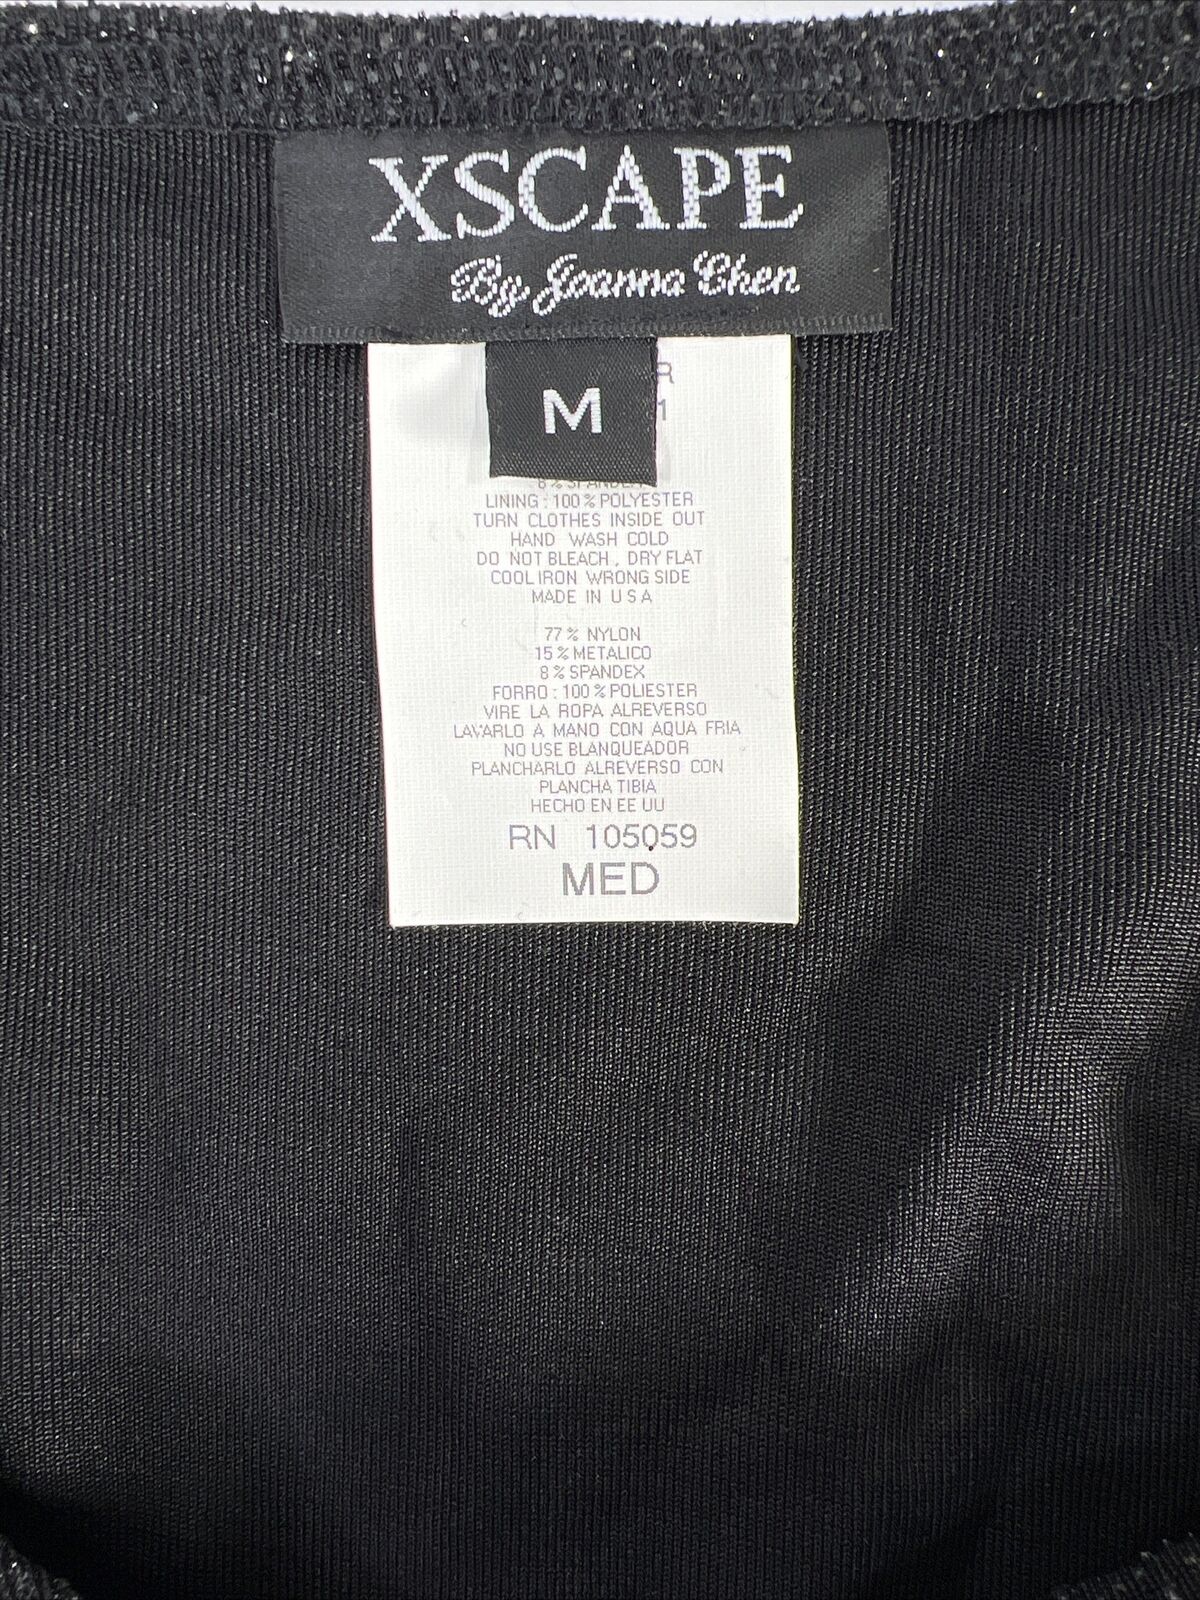 XSCAPE
By Joanna Chen
M
R
1
LINING : 100 % POLYESTER
TURN CLOTHES INSIDE OUT
HAND WASH COLD
DO NOT BLEACH , DRY FLAT
COOL IRON WRONG SIDE
MADE IN U S A
77 % NYLON
15 % METALICO
8 % SPANDEX
FORRO : 100 % POLIESTER
VIRE LA ROPA ALREVERSO
LAVARLO A MANO CON AQUA FRIA
NO USE BLANQUEADOR
PLANCHARLO ALREVERSO CON
PLANCHA TIBIA
HECHO EN EE UU
RN 105059
MED